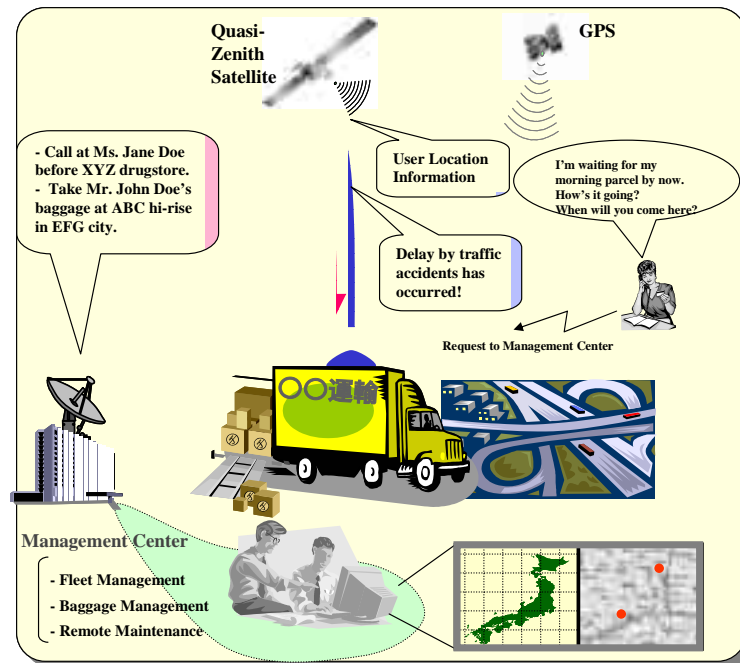 Quasi-
Zenith
Satellite
GPS
- Call at Ms. Jane Doe
before XYZ drugstore.
- Take Mr. John Doe's
baggage at ABC hi-rise
in EFG city.
User Location
Information
I'm waiting for my
morning parcel by now.
How's it going?
When will you come here?
Delay by traffic
accidents has
occurred!
Request to Management Center
〇〇運輸
Management Center
- Fleet Management
- Baggage Management
- Remote Maintenance